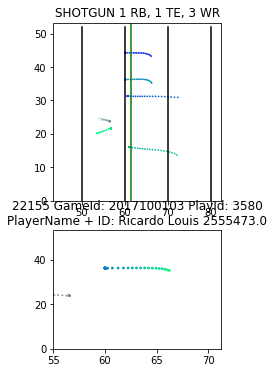 SHOTGUN 1 RB, 1 TE, 3 WR
50
40
30
20
10
0
50 60 70 80
22155 GameId: 2017100103 PlayId: 3580
PlayerName + ID: Ricardo Louis 2555473.0
40
20
0
55 60 65 70